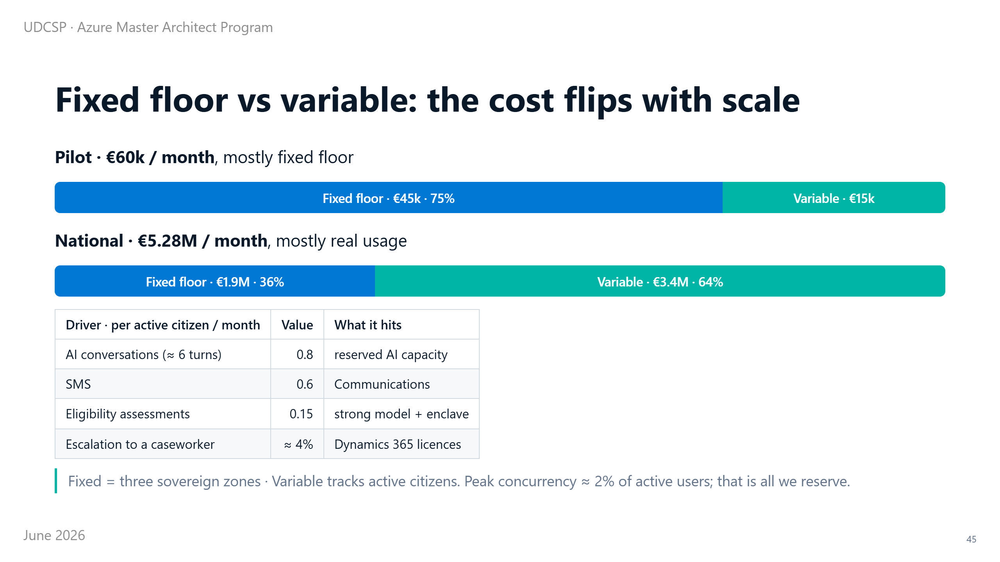 UDCSP · Azure Master Architect Program
Fixed floor vs variable: the cost flips with scale
Pilot · €60k / month, mostly fixed floor
Fixed floor · €45k · 75%
Variable · €15k
National · €5.28M / month, mostly real usage
Fixed floor · €1.9M · 36%
Variable · €3.4M · 64%
Driver · per active citizen / month Value What it hits
AI conversations (≈ 6 turns) 0.8 reserved AI capacity
SMS 0.6 Communications
Eligibility assessments 0.15 strong model + enclave
Escalation to a caseworker ≈ 4% Dynamics 365 licences
Fixed = three sovereign zones · Variable tracks active citizens. Peak concurrency ≈ 2% of active users; that is all we reserve.
June 2026
45